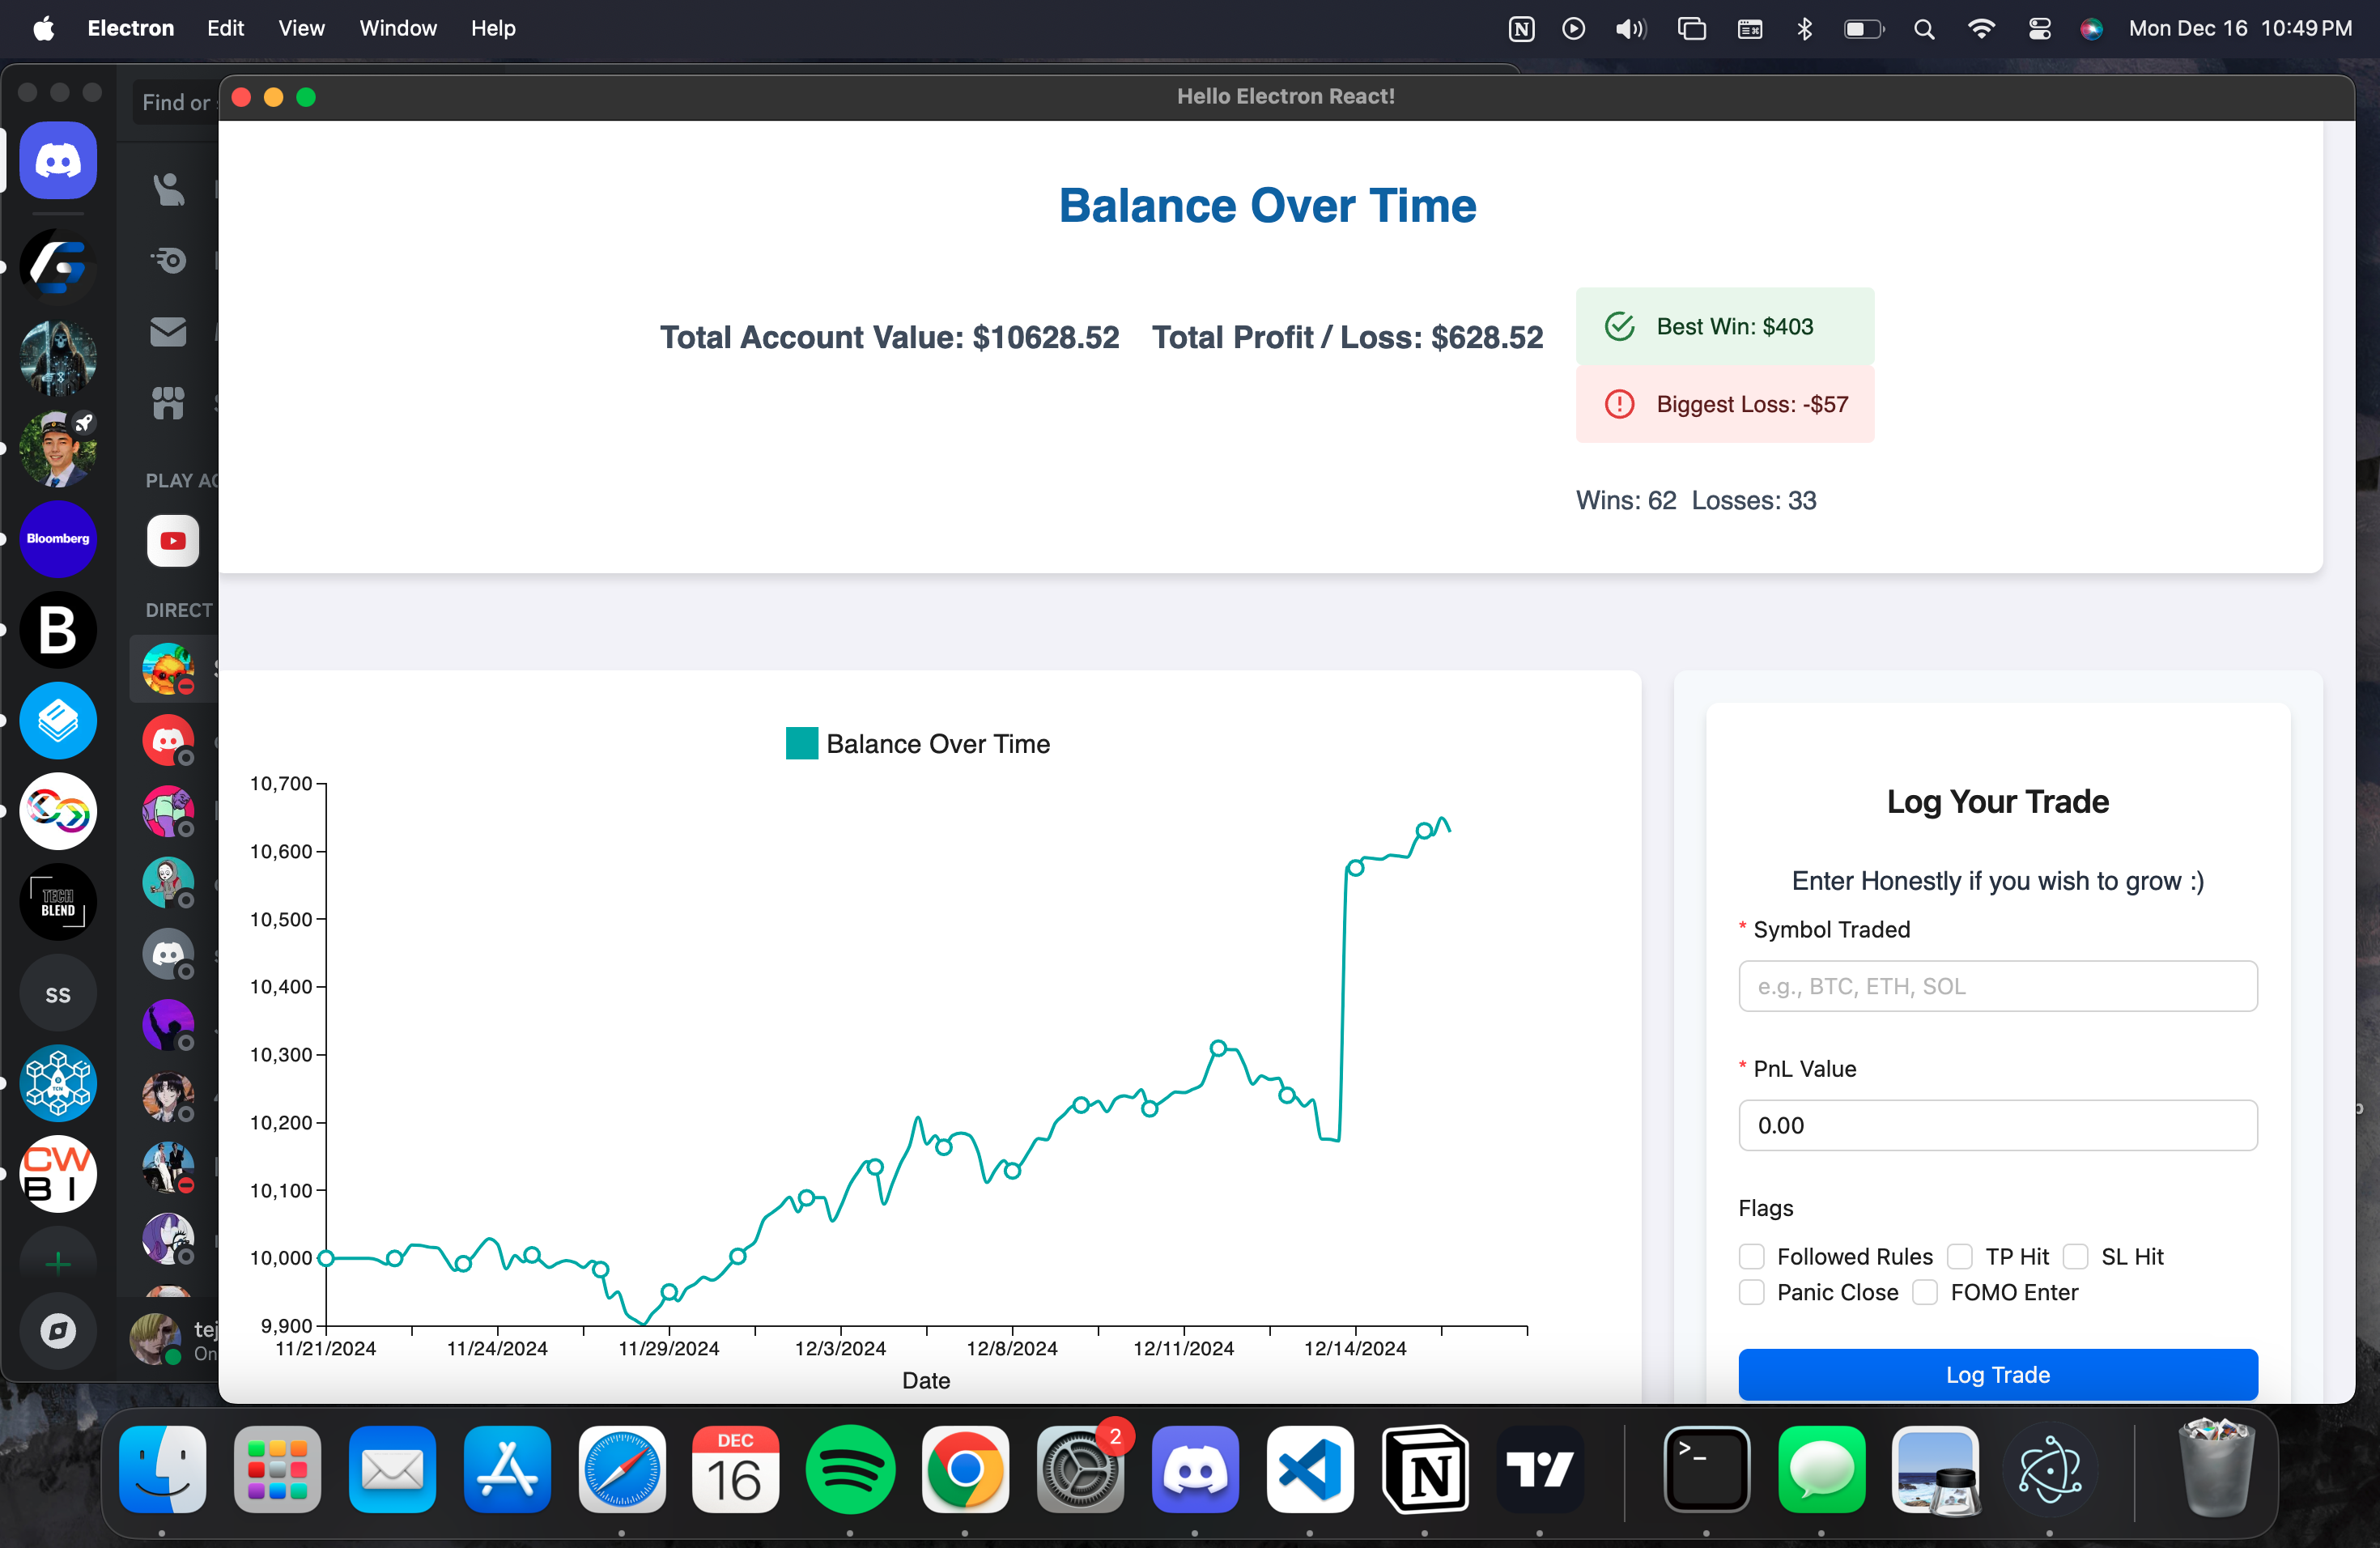 Electron Edit View Window Help
Mon Dec 16 10:49 PM
Find or
Hello Electron React!
Balance Over Time
Total Account Value: $10628.52 Total Profit / Loss: $628.52
Best Win: $403
Biggest Loss: -$57
Wins: 62 Losses: 33
PLAY
DIRECT
Bloomberg
B
TECH
BLEND
SS
TCN
CW
B I
tej
On
Balance Over Time
10,700
10,600
10,500
10,400
10,300
10,200
10,100
10,000
9,900
11/21/2024 11/24/2024 11/29/2024 12/3/2024 12/8/2024 12/11/2024 12/14/2024
Date
Log Your Trade
Enter Honestly if you wish to grow :)
* Symbol Traded
e.g., BTC, ETH, SOL
* PnL Value
0.00
Flags
Followed Rules TP Hit SL Hit
Panic Close FOMO Enter
Log Trade
DEC
16
2